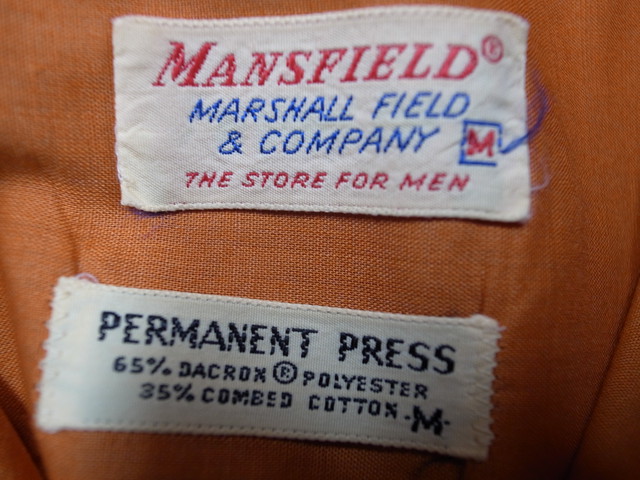 MANSFIELD®
MARSHALL FIELD
& COMPANY M
THE STORE FOR MEN
PERMANENT PRESS
65% DACRON® POLYESTER
35% COMBED COTTON -M-